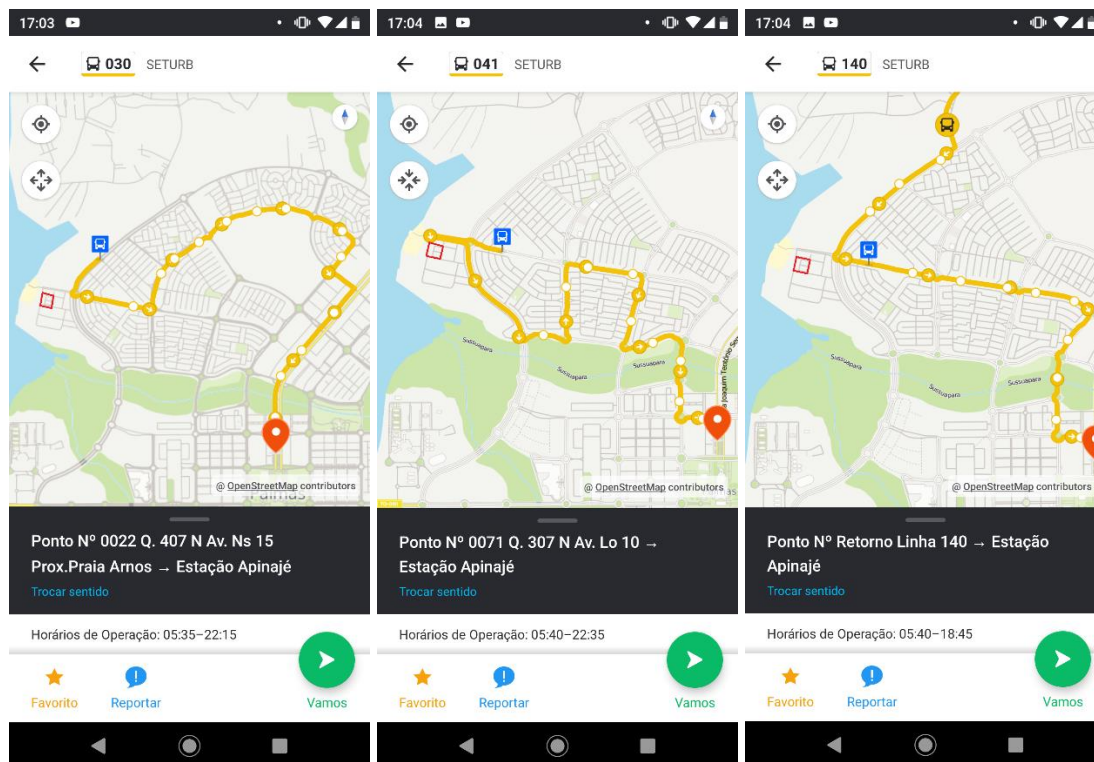 17:03
030 SETURB
@ OpenStreetMap contributors
Palmas
Ponto Nº 0022 Q. 407 N Av. Ns 15
Prox.Praia Arnos → Estação Apinajé
Trocar sentido
Horários de Operação: 05:35–22:15
Favorito
Reportar
Vamos
17:04
041 SETURB
Sussuapara
Sussuapara
Sussuapara
@ OpenStreetMap contributors
Ponto Nº 0071 Q. 307 N Av. Lo 10 →
Estação Apinajé
Trocar sentido
Horários de Operação: 05:40–22:35
Favorito
Reportar
Vamos
17:04
140 SETURB
Sussuapara
Sussuapara
Sussuapara
@ OpenStreetMap contributors
Ponto Nº Retorno Linha 140 → Estação
Apinajé
Trocar sentido
Horários de Operação: 05:40–18:45
Favorito
Reportar
Vamos